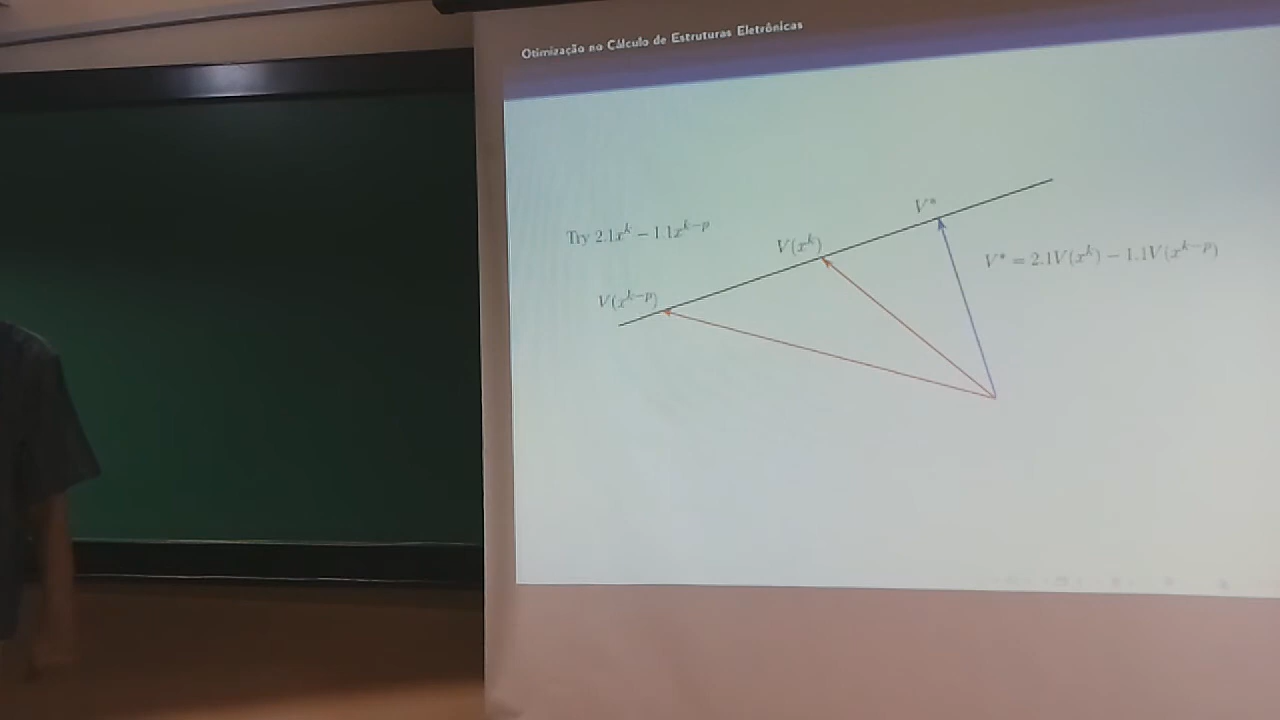 Otimização no Cálculo de Estruturas Eletrônicas
V*
Try 2.1x^k − 1.1x^{k−p}
V(x^k)
V* = 2.1V(x^k) − 1.1V(x^{k−p})
V(x^{k−p})